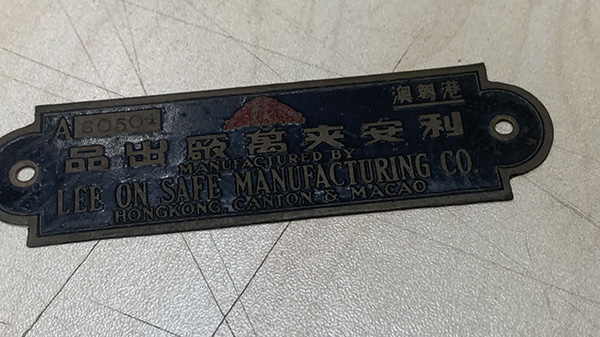 港粵澳
A
利安夾萬廠出品
MANUFACTURED BY
LEE ON SAFE MANUFACTURING CO.
HONGKONG, CANTON & MACAO